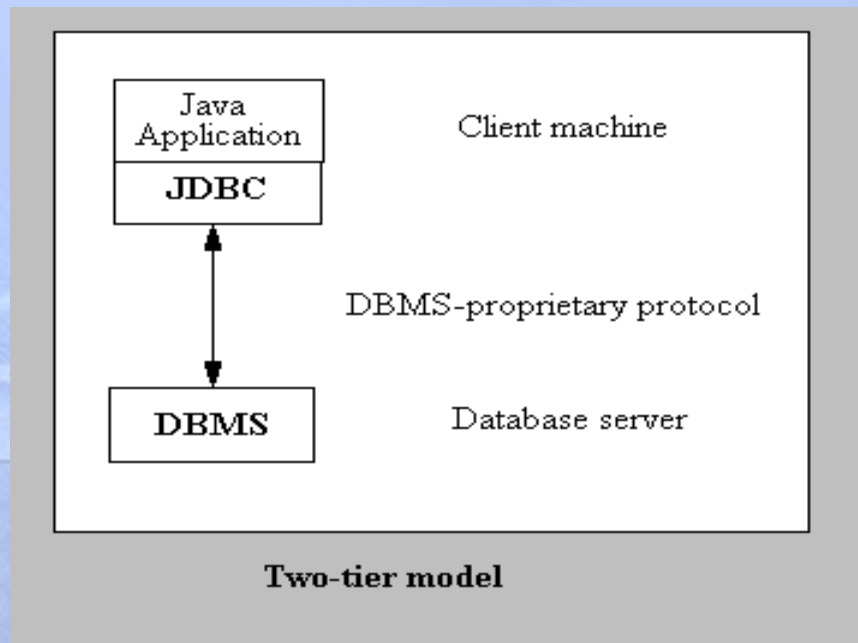 Java
Application
Client machine
JDBC
DBMS-proprietary protocol
DBMS
Database server
Two-tier model